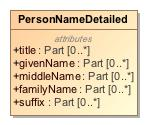 PersonNameDetailed
attributes
+title : Part [0..*]
+givenName : Part [0..*]
+middleName : Part [0..*]
+familyName : Part [0..*]
+suffix : Part [0..*]